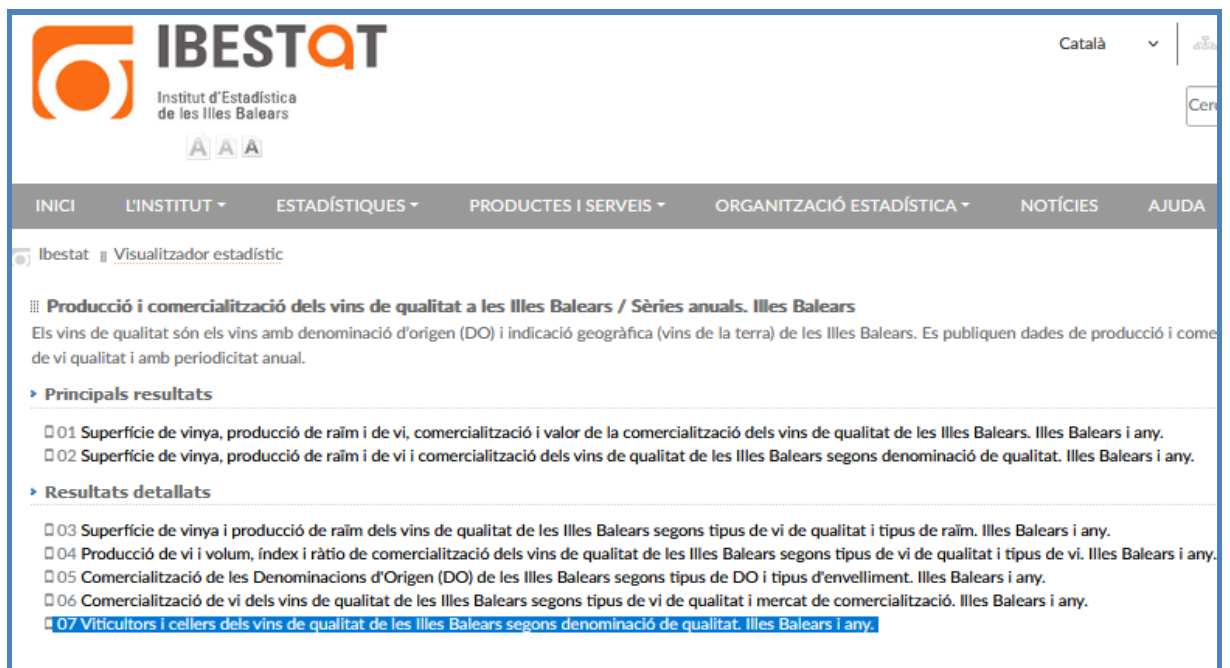 IBESTAT
Institut d'Estadística
de les Illes Balears
A A A
Català
INICI L'INSTITUT ESTADÍSTIQUES PRODUCTES I SERVEIS ORGANITZACIÓ ESTADÍSTICA NOTÍCIES AJUDA
Ibestat Visualitzador estadístic
Producció i comercialització dels vins de qualitat a les Illes Balears / Sèries anuals. Illes Balears
Els vins de qualitat són els vins amb denominació d'origen (DO) i indicació geogràfica (vins de la terra) de les Illes Balears. Es publiquen dades de producció i come
de vi qualitat i amb periodicitat anual.
Principals resultats
01 Superfície de vinya, producció de raïm i de vi, comercialització i valor de la comercialització dels vins de qualitat de les Illes Balears. Illes Balears i any.
02 Superfície de vinya, producció de raïm i de vi i comercialització dels vins de qualitat de les Illes Balears segons denominació de qualitat. Illes Balears i any.
Resultats detallats
03 Superfície de vinya i producció de raïm dels vins de qualitat de les Illes Balears segons tipus de vi de qualitat i tipus de raïm. Illes Balears i any.
04 Producció de vi i volum, índex i ràtio de comercialització dels vins de qualitat de les Illes Balears segons tipus de vi de qualitat i tipus de vi. Illes Balears i any.
05 Comercialització de les Denominacions d'Origen (DO) de les Illes Balears segons tipus de DO i tipus d'envelliment. Illes Balears i any.
06 Comercialització de vi dels vins de qualitat de les Illes Balears segons tipus de vi de qualitat i mercat de comercialització. Illes Balears i any.
07 Viticultors i cellers dels vins de qualitat de les Illes Balears segons denominació de qualitat. Illes Balears i any.